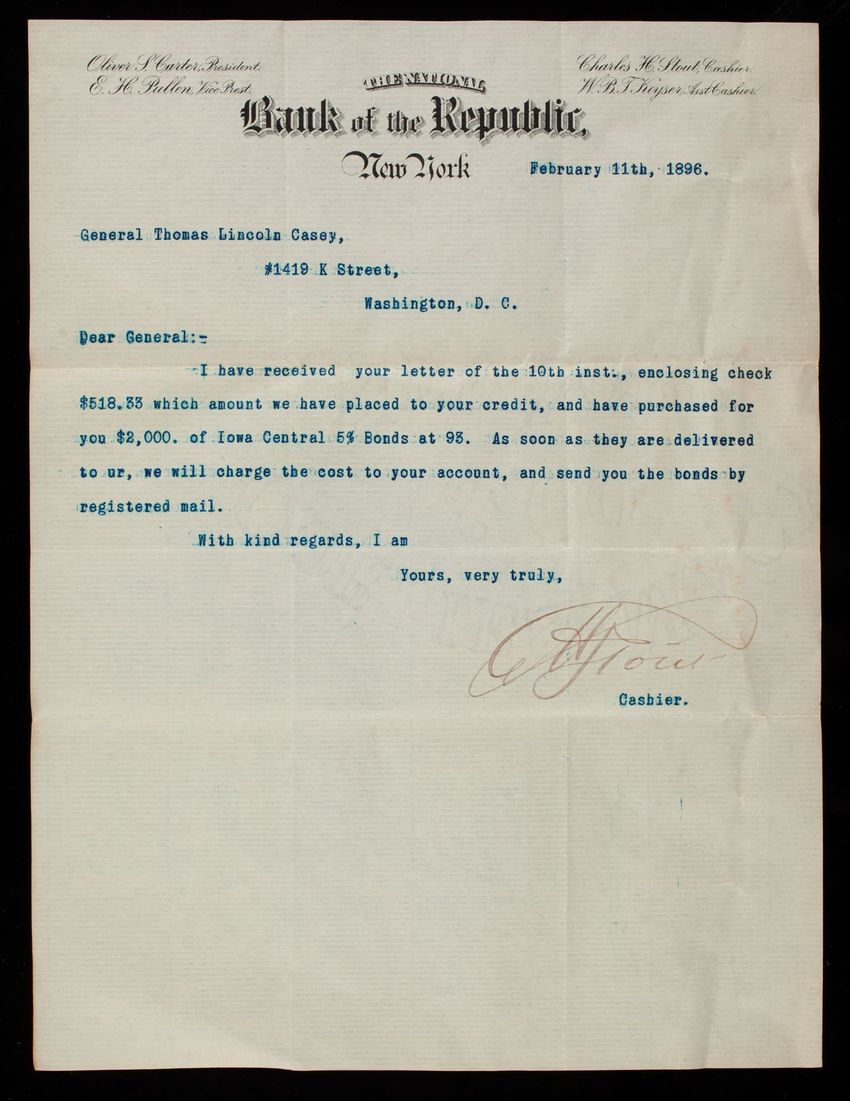 Oliver S. Carter, President.
E. H. Pullen, Vice Prest.
Charles H. Stout, Cashier.
W. B. T. Keyser, Asst Cashier.
THE NATIONAL
Bank of the Republic,
New York
February 11th, 1896.
General Thomas Lincoln Casey,
#1419 K Street,
Washington, D. C.
Dear General:-
-I have received your letter of the 10th inst., enclosing check
$518.33 which amount we have placed to your credit, and have purchased for
you $2,000. of Iowa Central 5% Bonds at 93. As soon as they are delivered
to ur, we will charge the cost to your account, and send you the bonds by
registered mail.
With kind regards, I am
Yours, very truly,
C H Stout
Cashier.